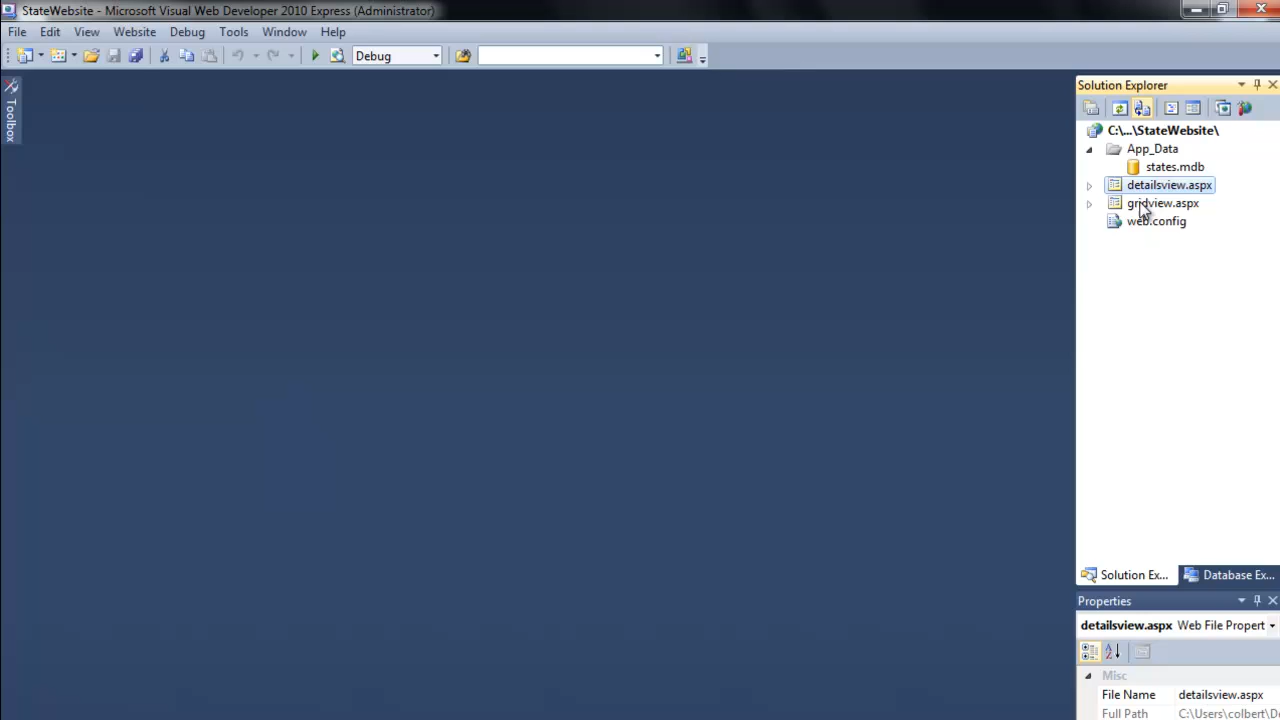 StateWebsite - Microsoft Visual Web Developer 2010 Express (Administrator)
File Edit View Website Debug Tools Window Help
Debug
Toolbox
Solution Explorer
C:\...\StateWebsite\
App_Data
states.mdb
detailsview.aspx
gridview.aspx
web.config
Solution Ex... Database Ex...
Properties
detailsview.aspx Web File Propert
Misc
File Name detailsview.aspx
Full Path C:\Users\colbert\D